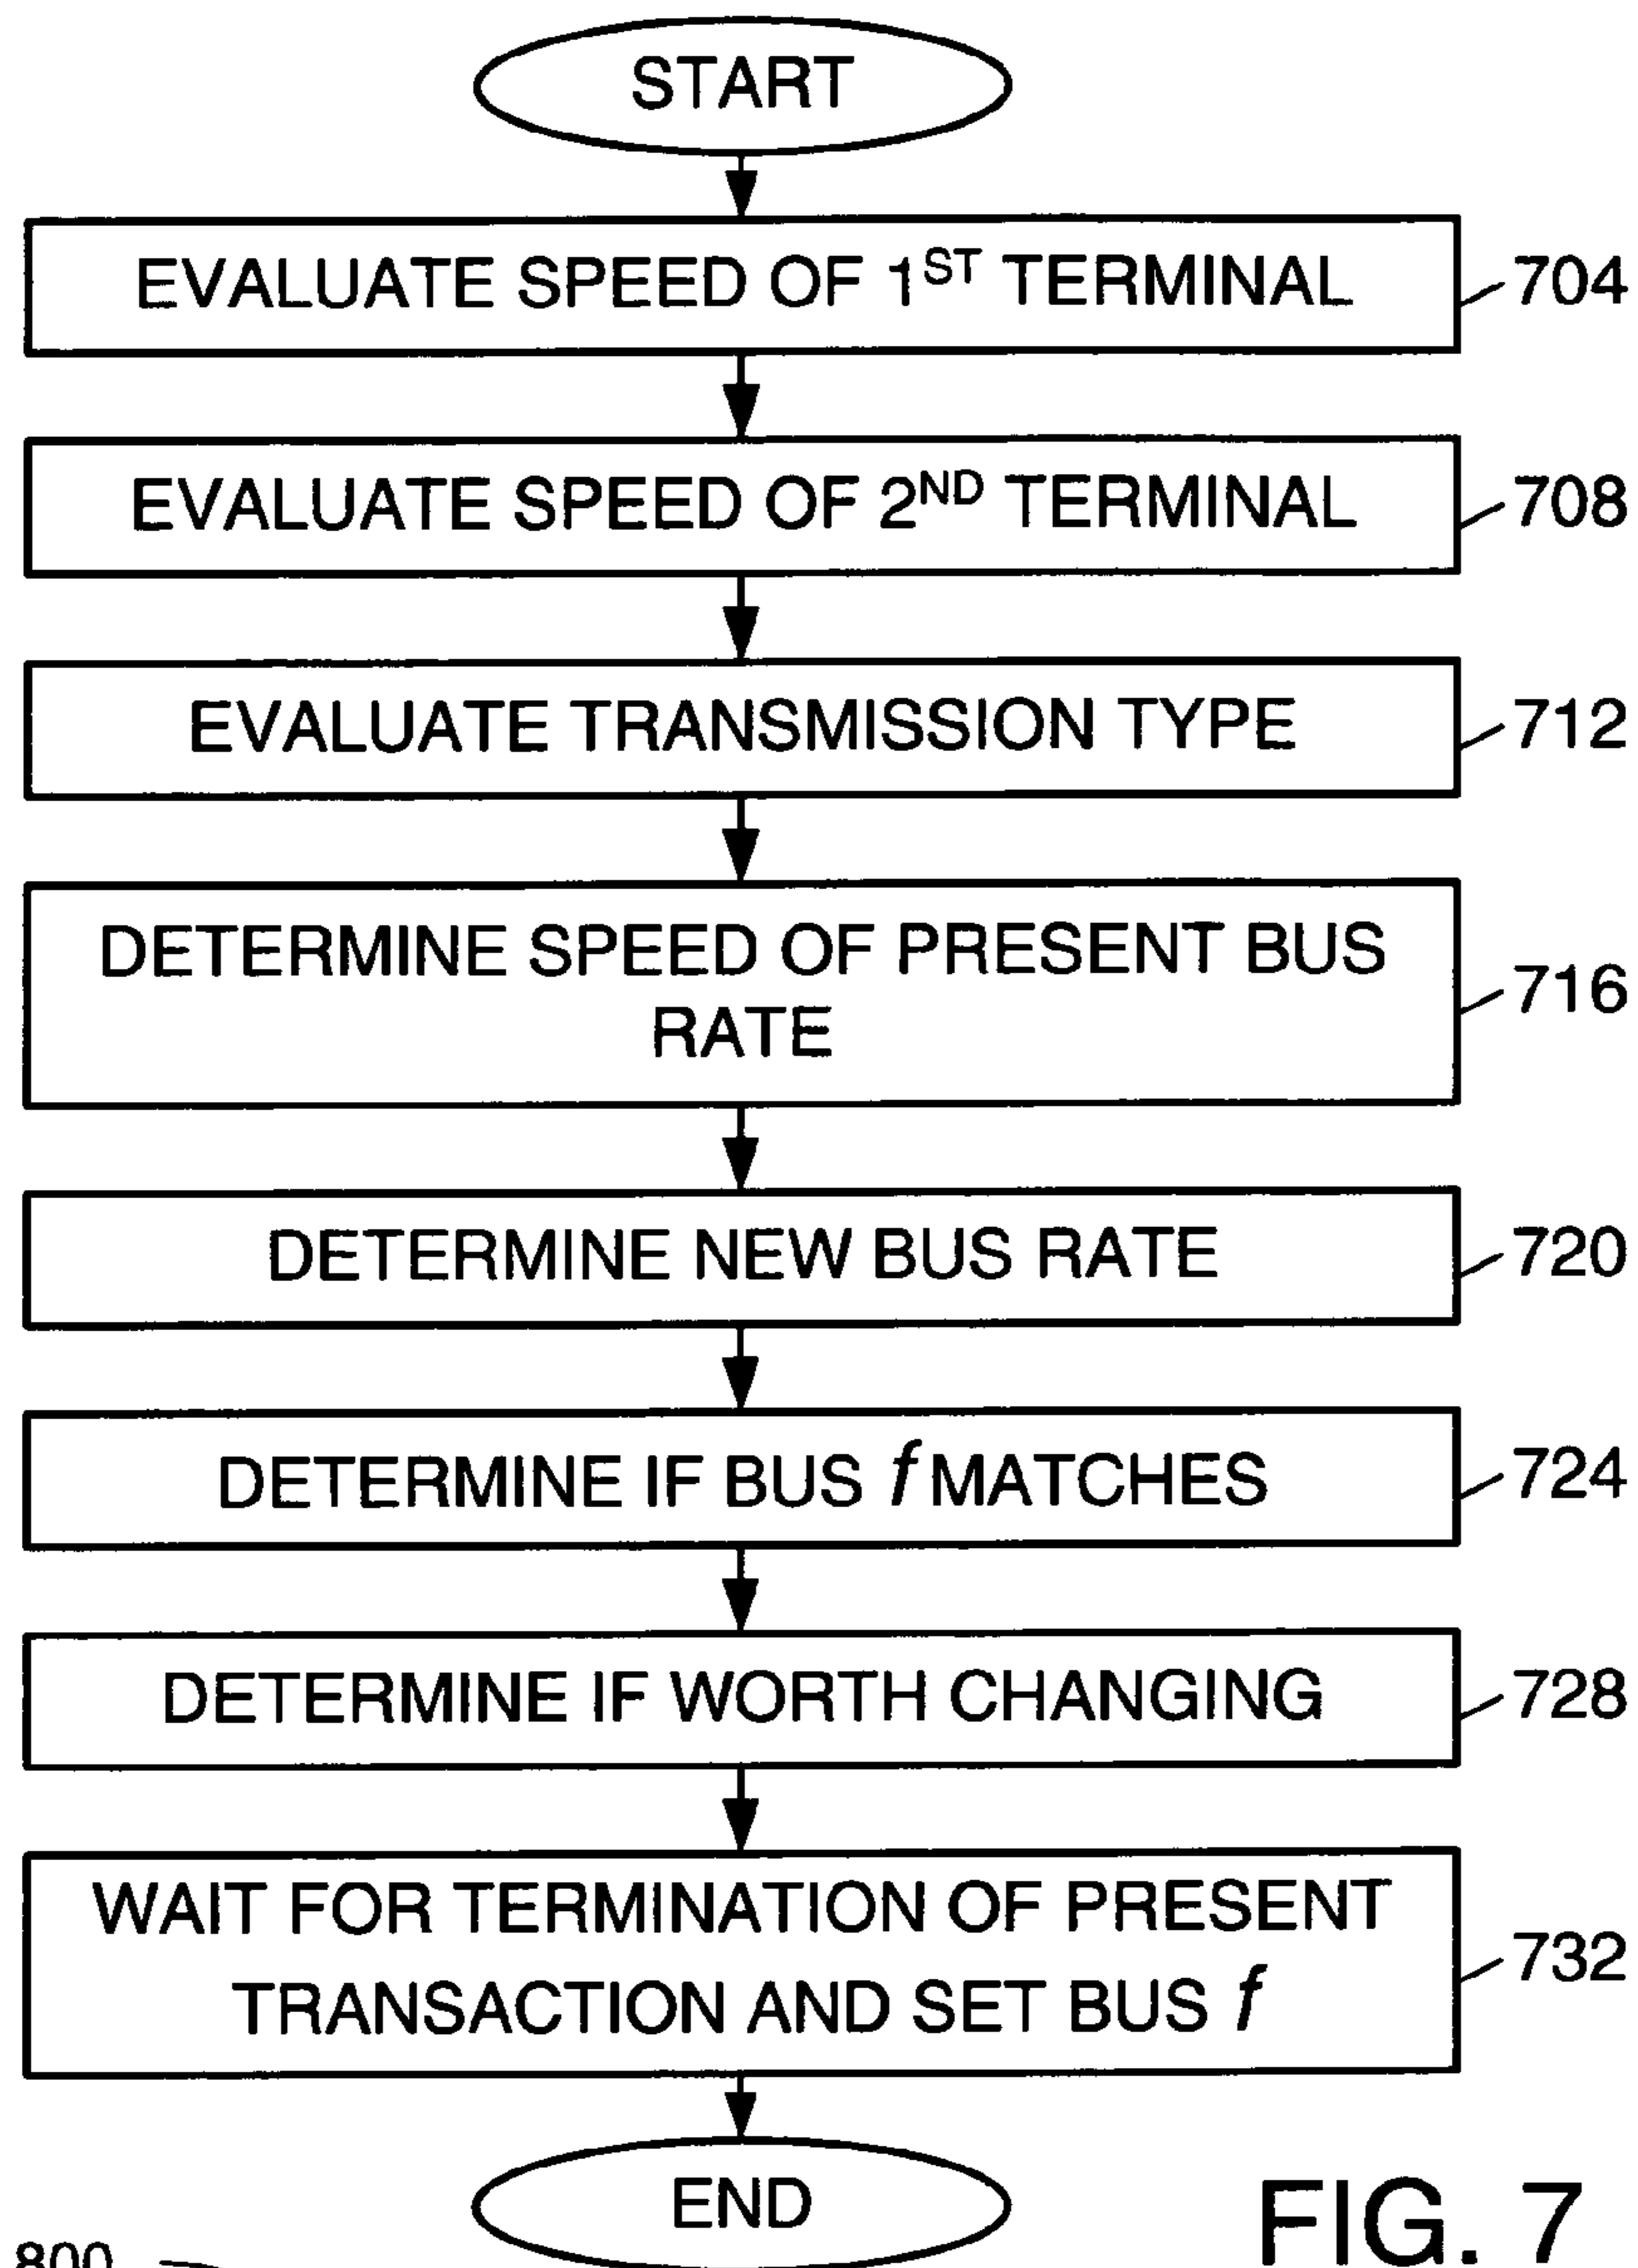 START
EVALUATE SPEED OF 1ST TERMINAL
704
EVALUATE SPEED OF 2ND TERMINAL
708
EVALUATE TRANSMISSION TYPE
712
DETERMINE SPEED OF PRESENT BUS
RATE
716
DETERMINE NEW BUS RATE
720
DETERMINE IF BUS f MATCHES
724
DETERMINE IF WORTH CHANGING
728
WAIT FOR TERMINATION OF PRESENT
TRANSACTION AND SET BUS f
732
END
FIG. 7
800